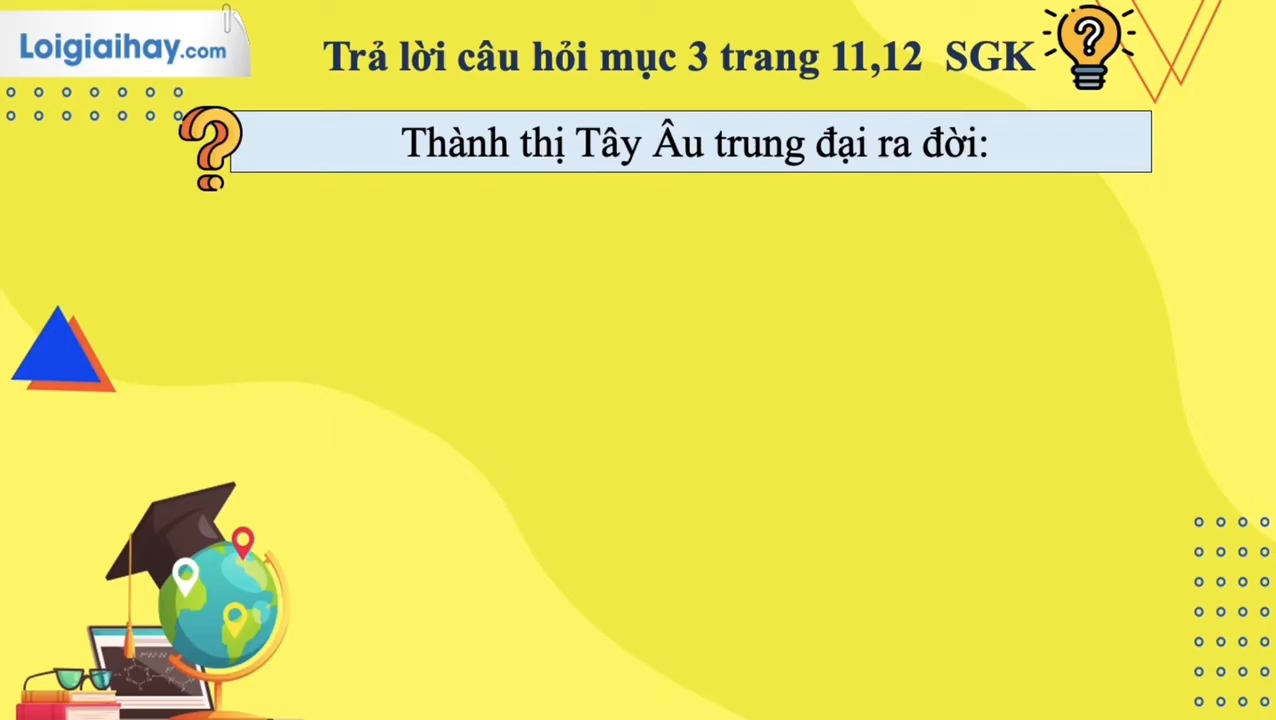 Loigiaihay.com
Trả lời câu hỏi mục 3 trang 11,12 SGK
?
?
Thành thị Tây Âu trung đại ra đời: